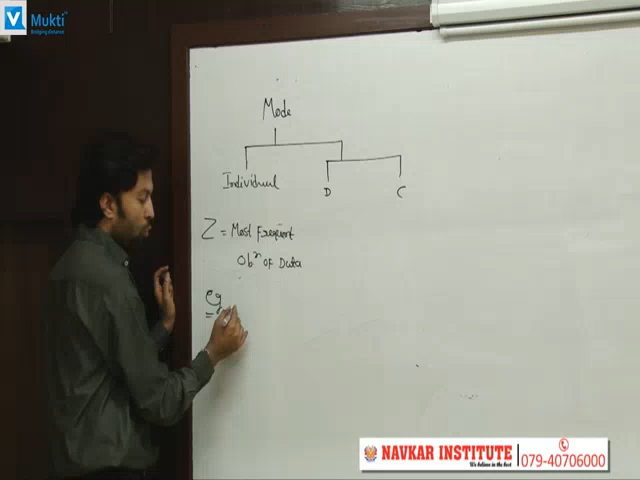 V Mukti™
Bridging distance
Mode
Individual
D
C
Z = Most Frequent
Obⁿ of Data
eg
NAVKAR INSTITUTE
We believe in the best
079-40706000